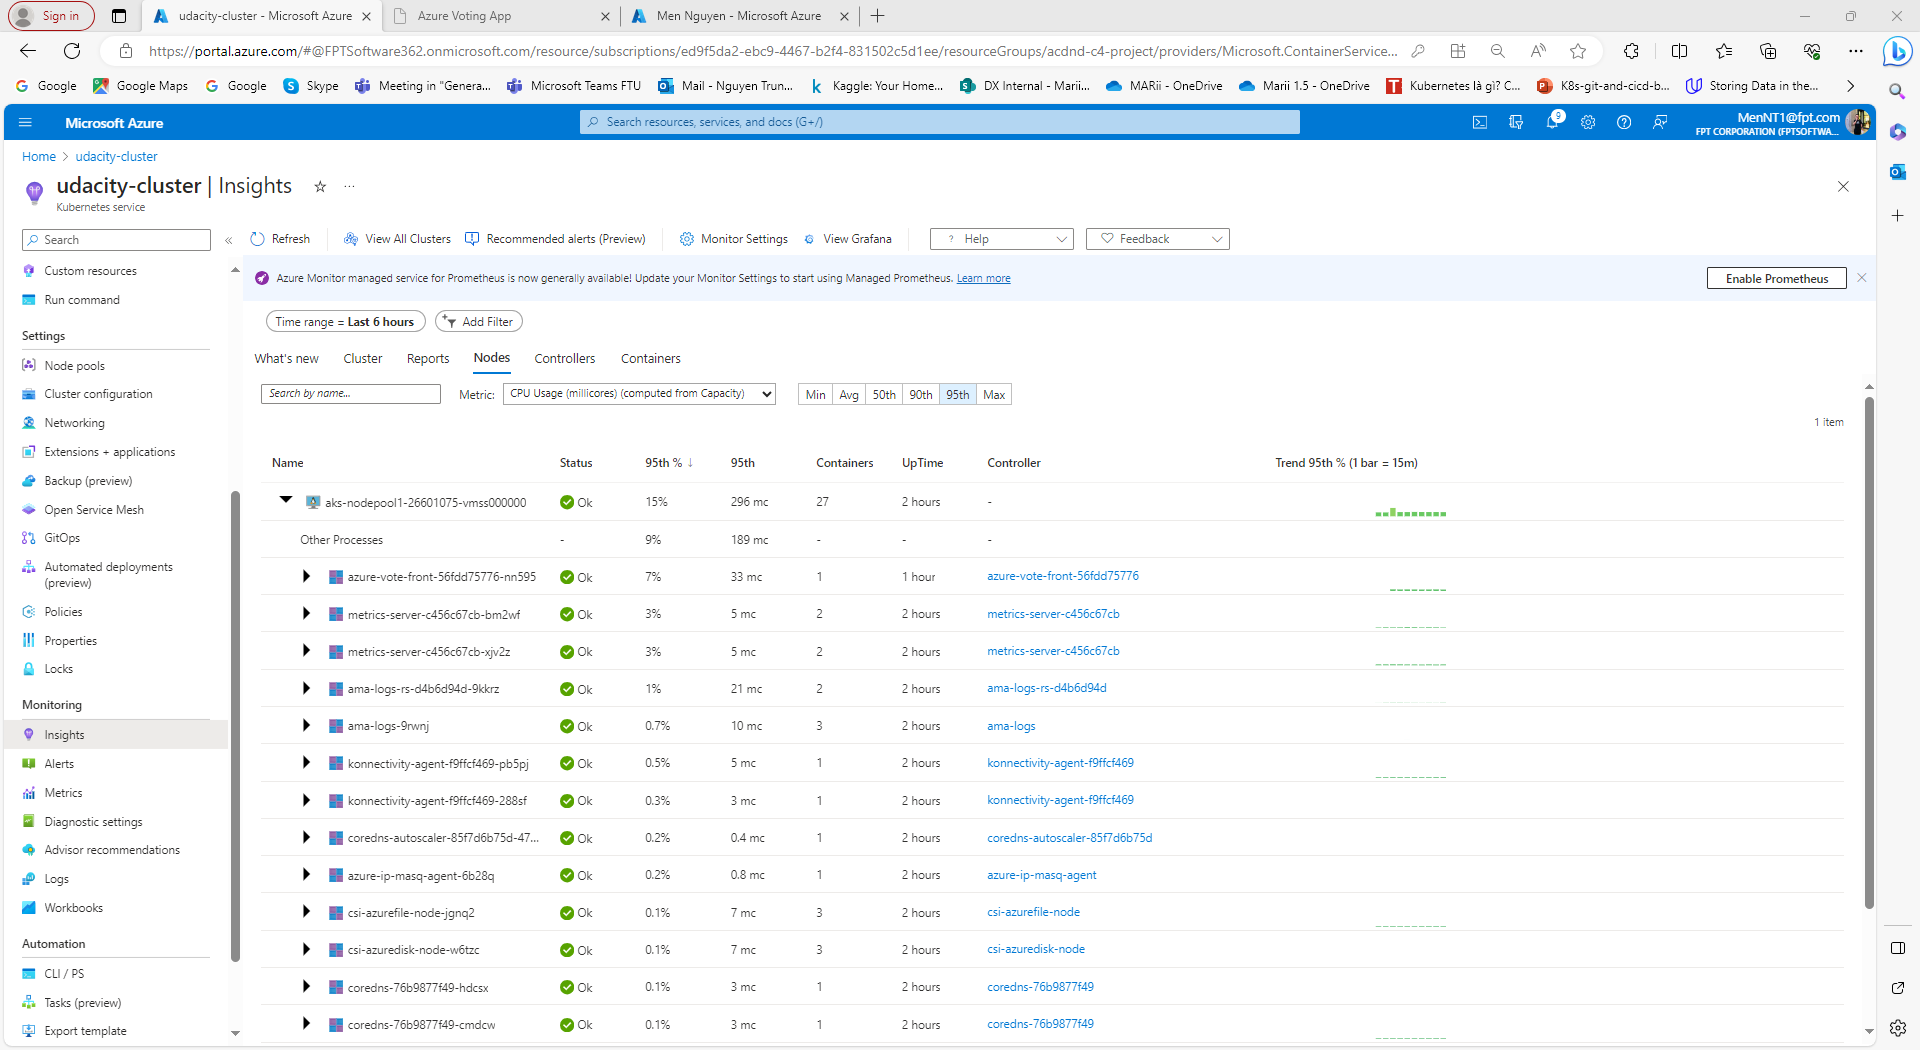 Sign in
udacity-cluster - Microsoft Azure
Azure Voting App
Men Nguyen - Microsoft Azure
https://portal.azure.com/#@FPTSoftware362.onmicrosoft.com/resource/subscriptions/ed9f5da2-ebc9-4467-b2f4-831502c5d1ee/resourceGroups/acdnd-c4-project/providers/Microsoft.ContainerService...
Google
Google Maps
Google
Skype
Meeting in "Genera...
Microsoft Teams FTU
Mail - Nguyen Trun...
Kaggle: Your Home...
DX Internal - Marii...
MARii - OneDrive
Marii 1.5 - OneDrive
Kubernetes là gì? C...
K8s-git-and-cicd-b...
Storing Data in the...
Microsoft Azure
Search resources, services, and docs (G+/)
9
MenNT1@fpt.com
FPT CORPORATION (FPTSOFTWA...
Home > udacity-cluster
udacity-cluster | Insights
Kubernetes service
Search
Refresh
View All Clusters
Recommended alerts (Preview)
Monitor Settings
View Grafana
? Help
Feedback
Custom resources
Run command
Settings
Node pools
Cluster configuration
Networking
Extensions + applications
Backup (preview)
Open Service Mesh
GitOps
Automated deployments
(preview)
Policies
Properties
Locks
Monitoring
Insights
Alerts
Metrics
Diagnostic settings
Advisor recommendations
Logs
Workbooks
Automation
CLI / PS
Tasks (preview)
Export template
Azure Monitor managed service for Prometheus is now generally available! Update your Monitor Settings to start using Managed Prometheus. Learn more
Enable Prometheus
Time range = Last 6 hours
Add Filter
What's new Cluster Reports Nodes Controllers Containers
Search by name...
Metric: CPU Usage (millicores) (computed from Capacity)
Min Avg 50th 90th 95th Max
1 item
Name Status 95th % ↓ 95th Containers UpTime Controller Trend 95th % (1 bar = 15m)
aks-nodepool1-26601075-vmss000000 Ok 15% 296 mc 27 2 hours -
Other Processes - 9% 189 mc - - -
azure-vote-front-56fdd75776-nn595 Ok 7% 33 mc 1 1 hour azure-vote-front-56fdd75776
metrics-server-c456c67cb-bm2wf Ok 3% 5 mc 2 2 hours metrics-server-c456c67cb
metrics-server-c456c67cb-xjv2z Ok 3% 5 mc 2 2 hours metrics-server-c456c67cb
ama-logs-rs-d4b6d94d-9kkrz Ok 1% 21 mc 2 2 hours ama-logs-rs-d4b6d94d
ama-logs-9rwnj Ok 0.7% 10 mc 3 2 hours ama-logs
konnectivity-agent-f9ffcf469-pb5pj Ok 0.5% 5 mc 1 2 hours konnectivity-agent-f9ffcf469
konnectivity-agent-f9ffcf469-288sf Ok 0.3% 3 mc 1 2 hours konnectivity-agent-f9ffcf469
coredns-autoscaler-85f7d6b75d-47... Ok 0.2% 0.4 mc 1 2 hours coredns-autoscaler-85f7d6b75d
azure-ip-masq-agent-6b28q Ok 0.2% 0.8 mc 1 2 hours azure-ip-masq-agent
csi-azurefile-node-jgnq2 Ok 0.1% 7 mc 3 2 hours csi-azurefile-node
csi-azuredisk-node-w6tzc Ok 0.1% 7 mc 3 2 hours csi-azuredisk-node
coredns-76b9877f49-hdcsx Ok 0.1% 3 mc 1 2 hours coredns-76b9877f49
coredns-76b9877f49-cmdcw Ok 0.1% 3 mc 1 2 hours coredns-76b9877f49